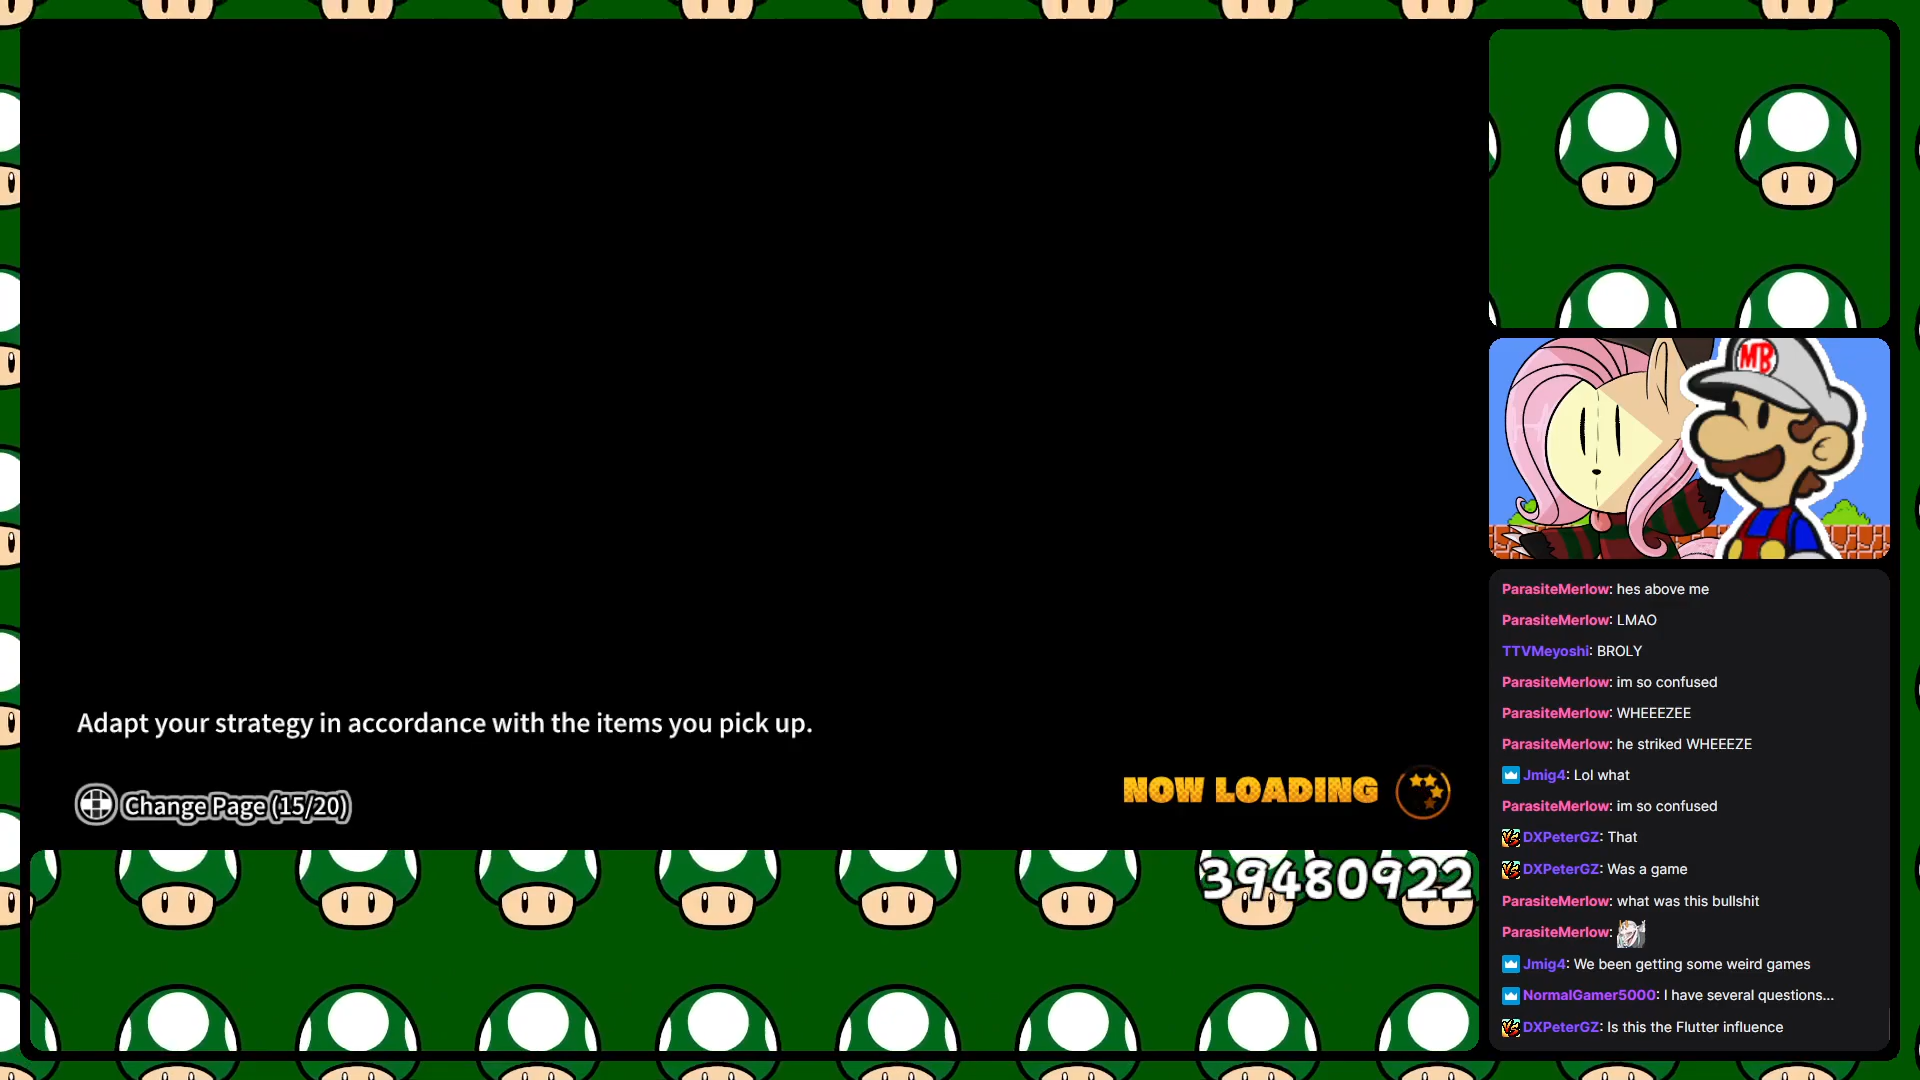 MB
ParasiteMerlow: hes above me
ParasiteMerlow: LMAO
TTVMeyoshi: BROLY
ParasiteMerlow: im so confused
ParasiteMerlow: WHEEEZEE
ParasiteMerlow: he striked WHEEEZE
Jmig4: Lol what
ParasiteMerlow: im so confused
DXPeterGZ: That
DXPeterGZ: Was a game
ParasiteMerlow: what was this bullshit
ParasiteMerlow:
Jmig4: We been getting some weird games
NormalGamer5000: I have several questions...
DXPeterGZ: Is this the Flutter influence
Adapt your strategy in accordance with the items you pick up.
Change Page (15/20)
NOW LOADING
39480922